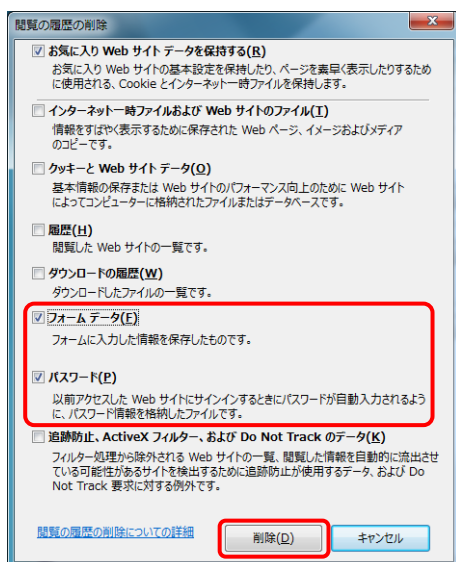 閲覧の履歴の削除
お気に入り Web サイト データを保持する(R)
お気に入り Web サイトの基本設定を保持したり、ページを素早く表示したりするため
に使用される、Cookie とインターネット一時ファイルを保持します。
インターネット一時ファイルおよび Web サイトのファイル(T)
情報をすばやく表示するために保存された Web ページ、イメージおよびメディア
のコピーです。
クッキーと Web サイト データ(O)
基本情報の保存または Web サイトのパフォーマンス向上のために Web サイト
によってコンピューターに格納されたファイルまたはデータベースです。
履歴(H)
閲覧した Web サイトの一覧です。
ダウンロードの履歴(W)
ダウンロードしたファイルの一覧です。
フォーム データ(F)
フォームに入力した情報を保存したものです。
パスワード(P)
以前アクセスした Web サイトにサインインするときにパスワードが自動入力されるよう
に、パスワード情報を格納したファイルです。
追跡防止、ActiveX フィルター、および Do Not Track のデータ(K)
フィルター処理から除外される Web サイトの一覧、閲覧した情報を自動的に流出させ
ている可能性があるサイトを検出するために追跡防止が使用するデータ、および Do
Not Track 要求に対する例外です。
閲覧の履歴の削除についての詳細
削除(D)
キャンセル